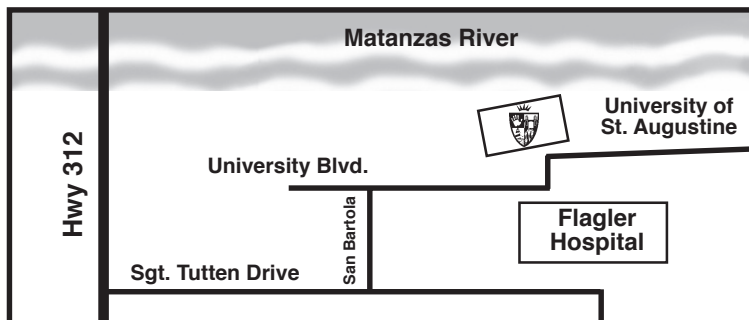 Matanzas River
University of
St. Augustine
Hwy 312
University Blvd.
San Bartola
Flagler
Hospital
Sgt. Tutten Drive